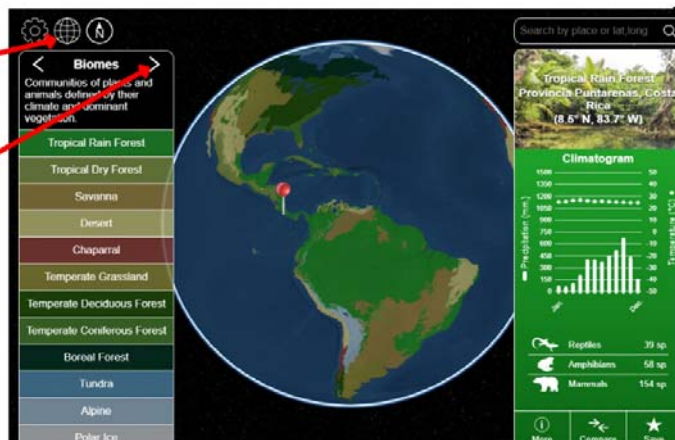 N
Search by place or lat,long
Biomes
Communities of plants and
animals defined by their
climate and dominant
vegetation.
Tropical Rain Forest
Tropical Dry Forest
Savanna
Desert
Chaparral
Temperate Grassland
Temperate Deciduous Forest
Temperate Coniferous Forest
Boreal Forest
Tundra
Alpine
Polar Ice
Tropical Rain Forest
Provincia Puntarenas, Costa
Rica
(8.5° N, 83.7° W)
Climatogram
Precipitation (mm.)
1500
1350
1200
1050
900
750
600
450
300
150
0
50
40
30
20
10
0
-10
-20
-30
-40
-50
Temperature (°C)
Jan.
Dec.
Reptiles 39 sp.
Amphibians 58 sp.
Mammals 154 sp.
More
Compare
Save